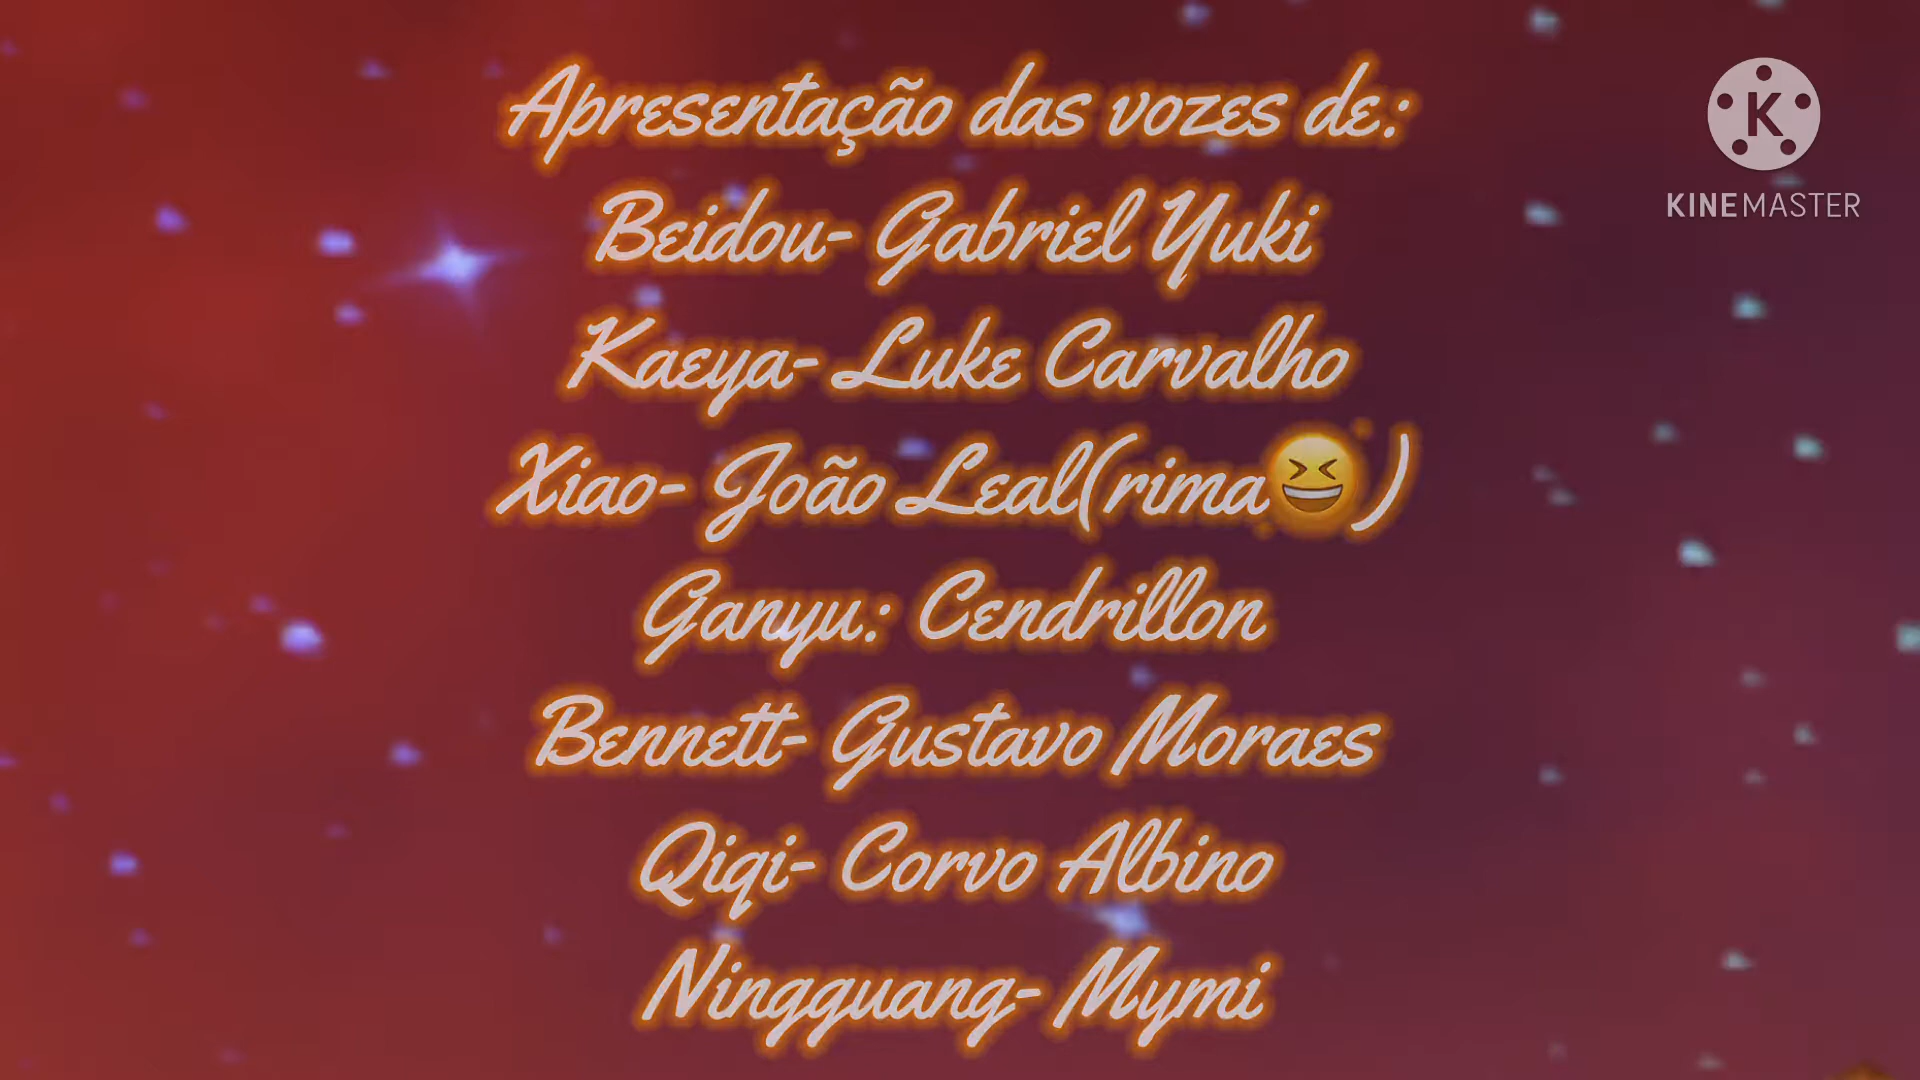 Apresentação das vozes de:
Beidou- Gabriel Yuki
Kaeya- Luke Carvalho
Xiao- João Leal(rima😆)
Ganyu: Cendrillon
Bennett- Gustavo Moraes
Qiqi- Corvo Albino
Ningguang- Mymi
K
KINEMASTER